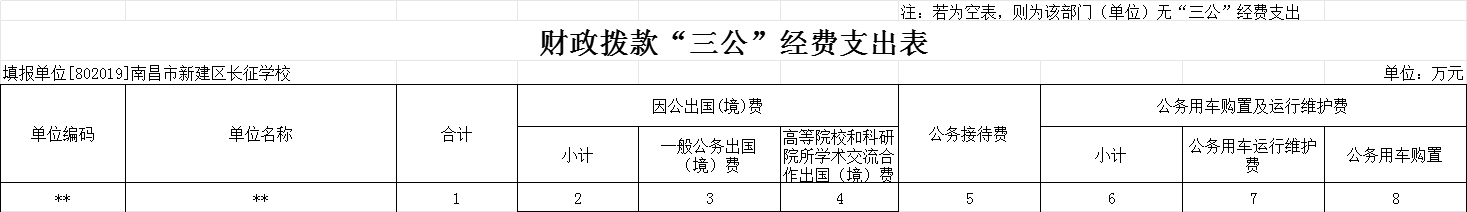 注：若为空表，则为该部门（单位）无“三公”经费支出
财政拨款“三公”经费支出表
填报单位[802019]南昌市新建区长征学校
单位：万元
单位编码
单位名称
合计
因公出国(境)费
公务接待费
公务用车购置及运行维护费
小计
一般公务出国
（境）费
高等院校和科研
院所学术交流合
作出国（境）费
小计
公务用车运行维护
费
公务用车购置
**
**
1
2
3
4
5
6
7
8